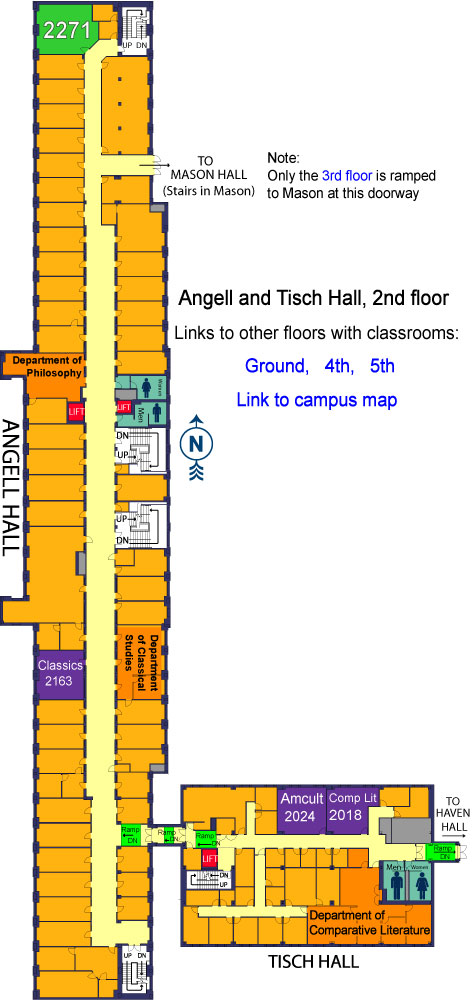 2271
UP DN
TO
MASON HALL
(Stairs in Mason)
Note:
Only the 3rd floor is ramped
to Mason at this doorway
Angell and Tisch Hall, 2nd floor
Links to other floors with classrooms:
Ground, 4th, 5th
Link to campus map
Department of
Philosophy
Women
LIFT
LIFT
Men
ANGELL HALL
DN
UP
N
UP
DN
Department
of Classical
Studies
Classics
2163
Amcult
2024
Comp Lit
2018
TO
HAVEN
HALL
Ramp
DN
Ramp
DN
Ramp
DN
Ramp
DN
LIFT
DN
UP
Men
Women
Department of
Comparative Literature
UP DN
TISCH HALL